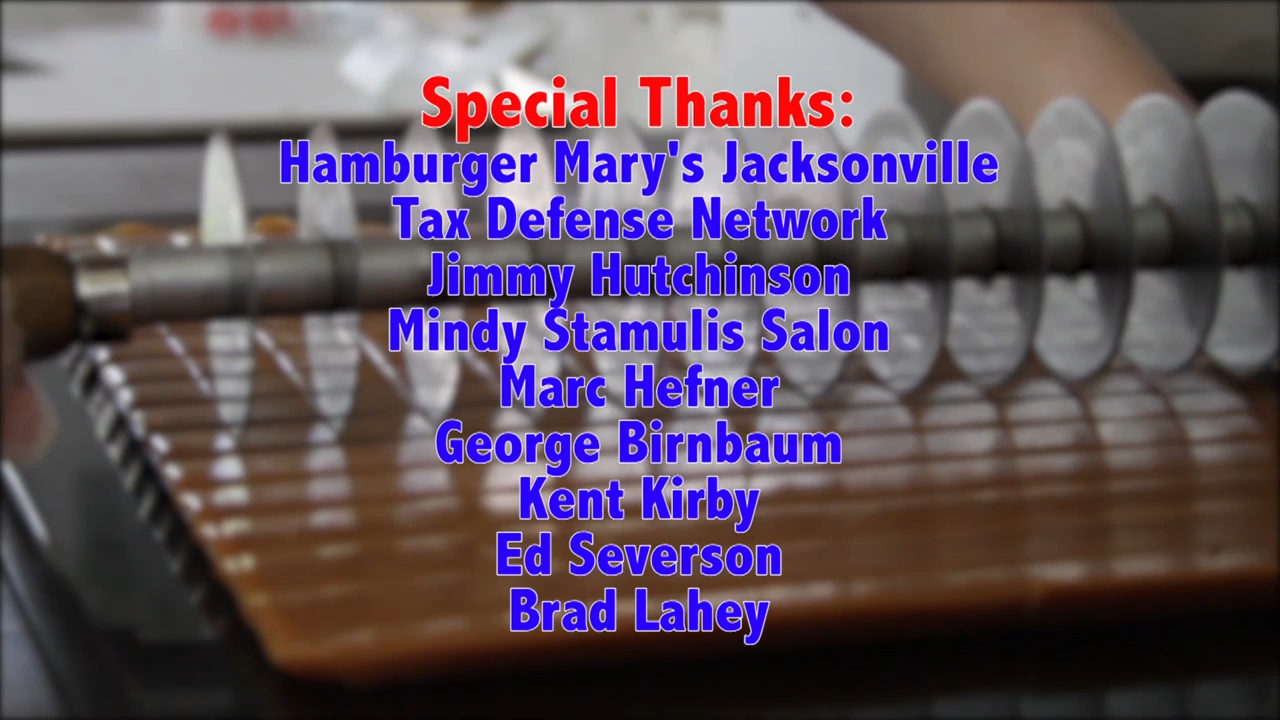 Special Thanks:
Hamburger Mary's Jacksonville
Tax Defense Network
Jimmy Hutchinson
Mindy Stamulis Salon
Marc Hefner
George Birnbaum
Kent Kirby
Ed Severson
Brad Lahey